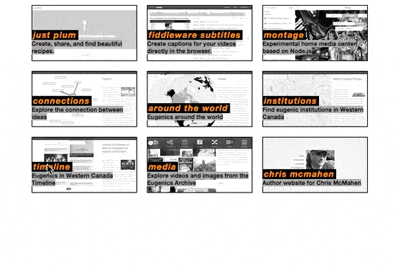 just plum
Create, share, and find beautiful
recipes.
fiddleware subtitles
Create captions for your videos
directly in the browser.
montage
Experimental home media center
based on Node.js
connections
Explore the connection between
ideas
around the world
Eugenics around the world
institutions
Find eugenic institutions in Western
Canada
timeline
Eugenics in Western Canada
Timeline
media
Explore videos and images from the
Eugenics Archive
chris mcmahen
Author website for Chris McMahen